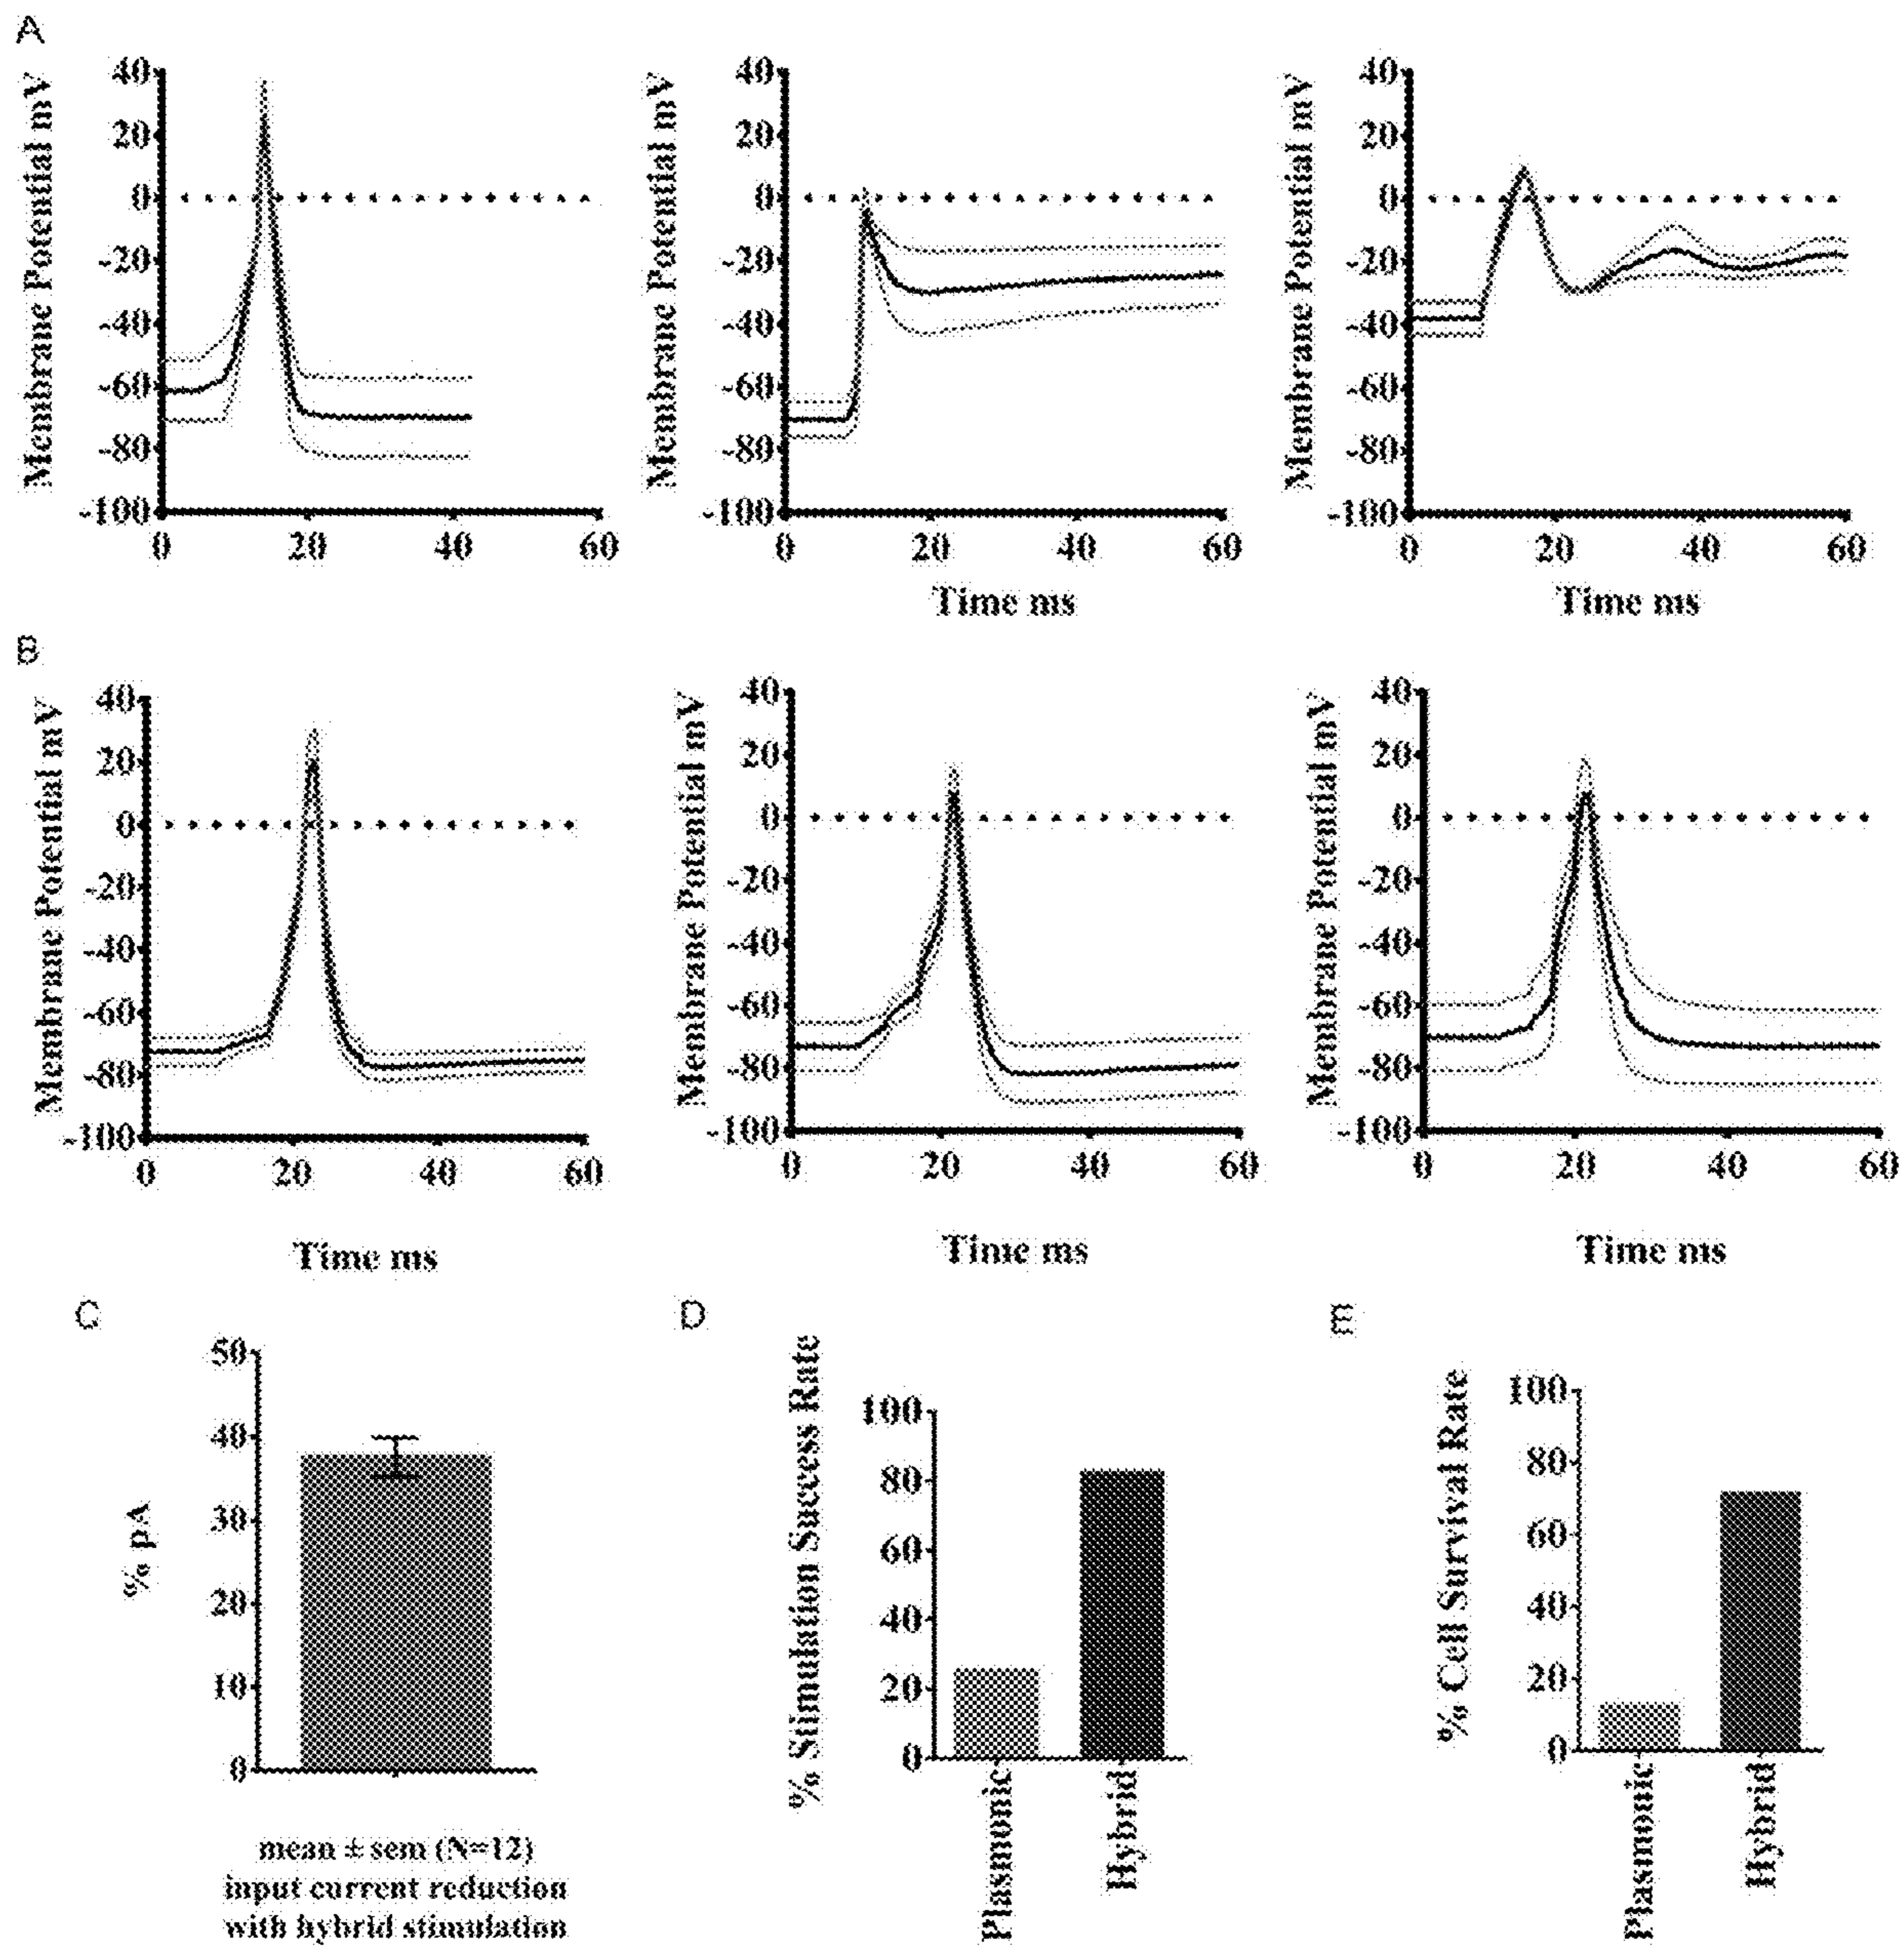 A
Membrane Potential mV
40
20
0
-20
-40
-60
-80
-100
0 20 40 60
Membrane Potential mV
40
20
0
-20
-40
-60
-80
-100
0 20 40 60
Time ms
Membrane Potential mV
40
20
0
-20
-40
-60
-80
-100
0 20 40 60
Time ms
B
Membrane Potential mV
40
20
0
-20
-40
-60
-80
-100
0 20 40 60
Time ms
Membrane Potential mV
40
20
0
-20
-40
-60
-80
-100
0 20 40 60
Time ms
Membrane Potential mV
40
20
0
-20
-40
-60
-80
-100
0 20 40 60
Time ms
C
% pA
50
40
30
20
10
0
mean ± sem (N=12)
input current reduction
with hybrid stimulation
D
% Stimulation Success Rate
100
80
60
40
20
0
Plasmonic
Hybrid
E
% Cell Survival Rate
100
80
60
40
20
0
Plasmonic
Hybrid